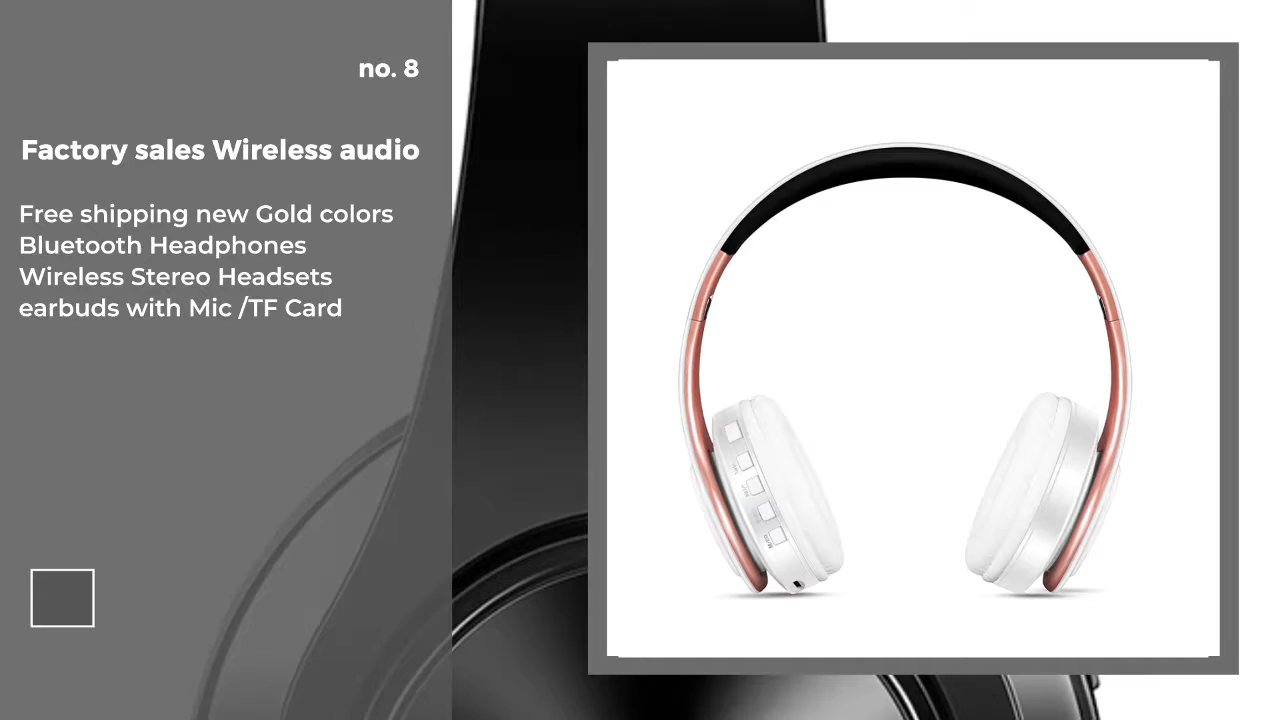 no. 8
Factory sales Wireless audio
Free shipping new Gold colors
Bluetooth Headphones
Wireless Stereo Headsets
earbuds with Mic /TF Card